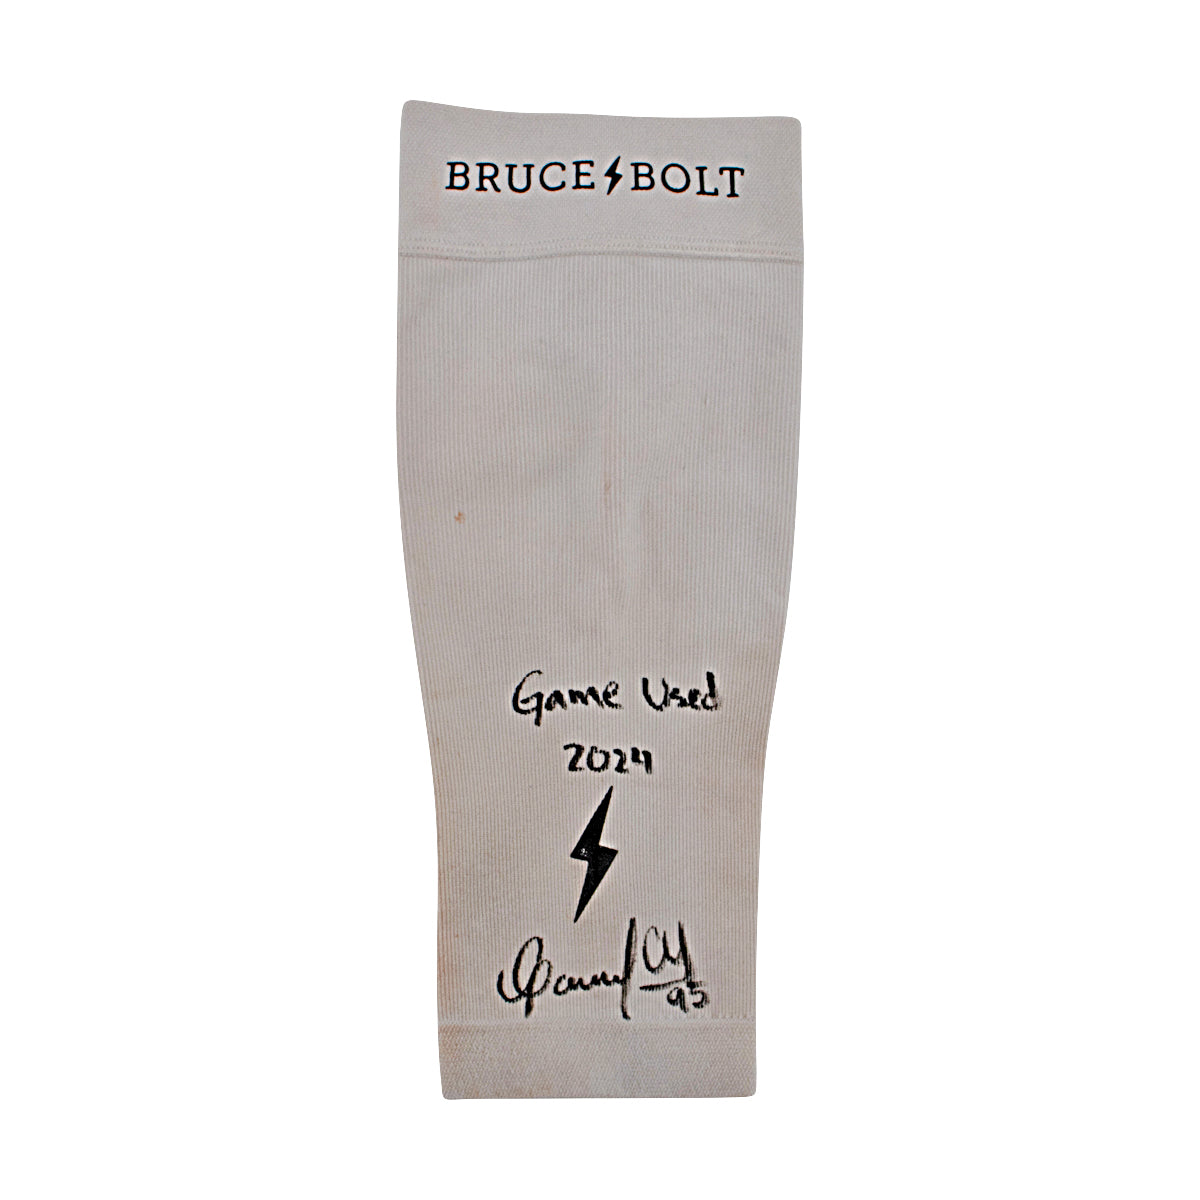 BRUCE BOLT
Game Used
2024
95